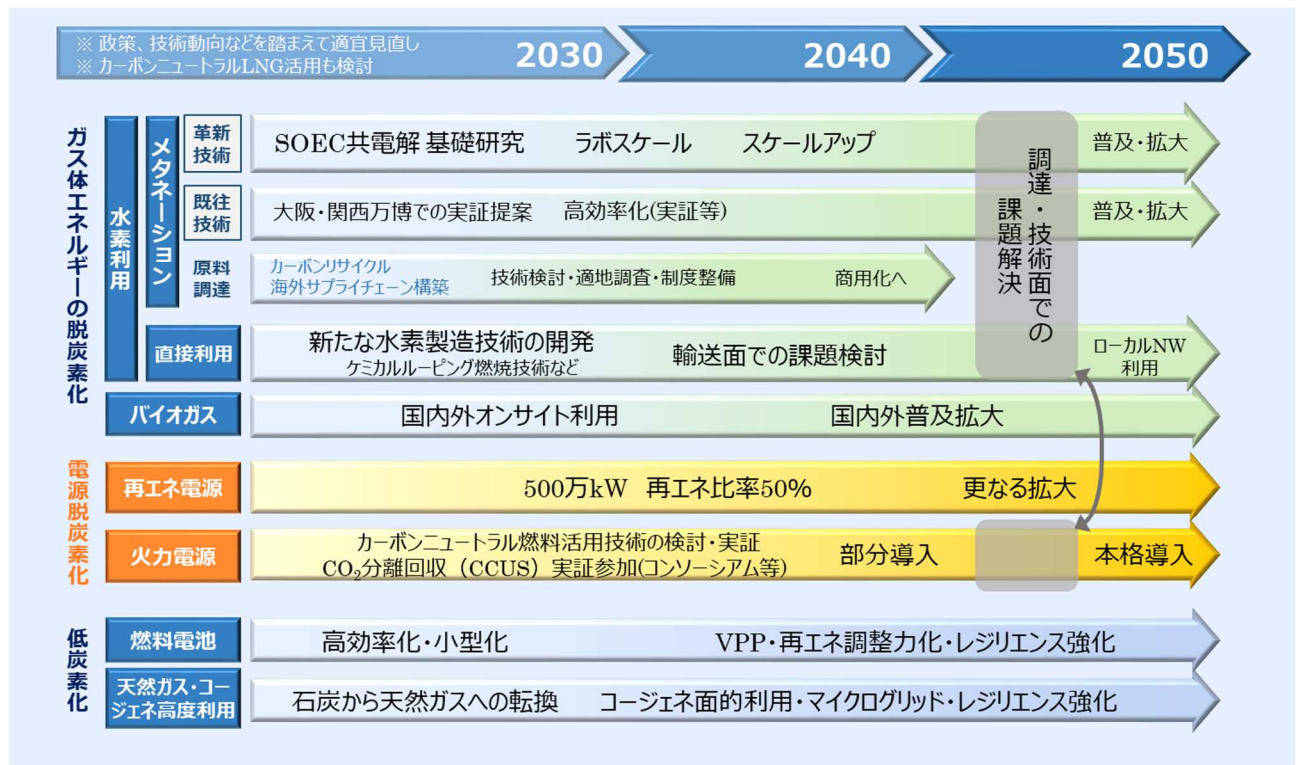 ※ 政策、技術動向などを踏まえて適宜見直し
※ カーボンニュートラルLNG活用も検討
2030
2040
2050
ガス体エネルギーの脱炭素化
水素利用
メタネーション
革新
技術
SOEC共電解 基礎研究
ラボスケール
スケールアップ
普及・拡大
既往
技術
大阪・関西万博での実証提案
高効率化(実証等)
普及・拡大
原料
調達
カーボンリサイクル
海外サプライチェーン構築
技術検討・適地調査・制度整備
商用化へ
調達・技術面での
課題解決
直接利用
新たな水素製造技術の開発
ケミカルルーピング燃焼技術など
輸送面での課題検討
ローカルNW
利用
バイオガス
国内外オンサイト利用
国内外普及拡大
電源脱炭素化
再エネ電源
500万kW 再エネ比率50%
更なる拡大
火力電源
カーボンニュートラル燃料活用技術の検討・実証
CO₂分離回収（CCUS）実証参加(コンソーシアム等)
部分導入
本格導入
低炭素化
燃料電池
高効率化・小型化
VPP・再エネ調整力化・レジリエンス強化
天然ガス・コー
ジェネ高度利用
石炭から天然ガスへの転換
コージェネ面的利用・マイクログリッド・レジリエンス強化